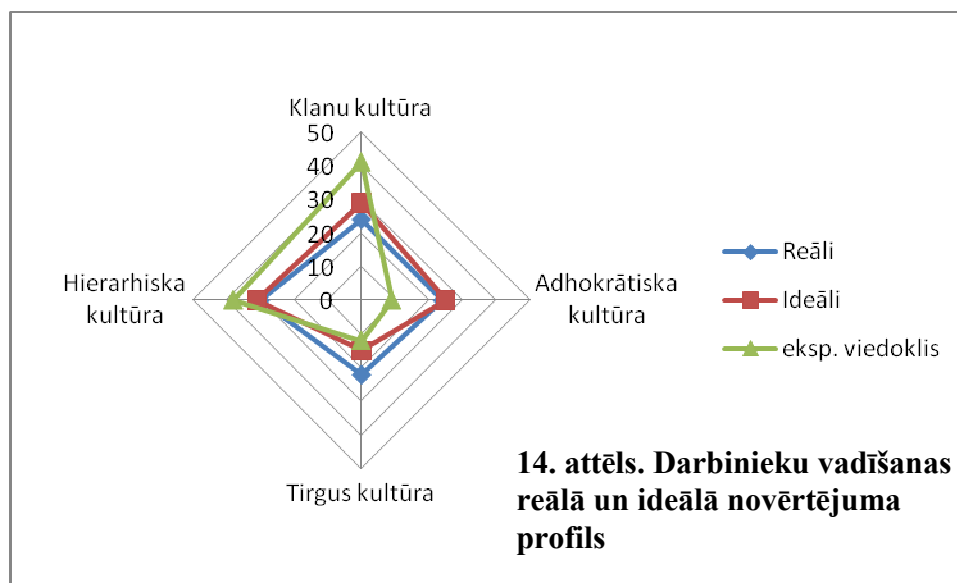 Klanu kultūra
50
40
30
20
10
0
Hierarhiska
kultūra
Adhokrātiska
kultūra
Tirgus kultūra
Reāli
Ideāli
eksp. viedoklis
14. attēls. Darbinieku vadīšanas
reālā un ideālā novērtējuma
profils